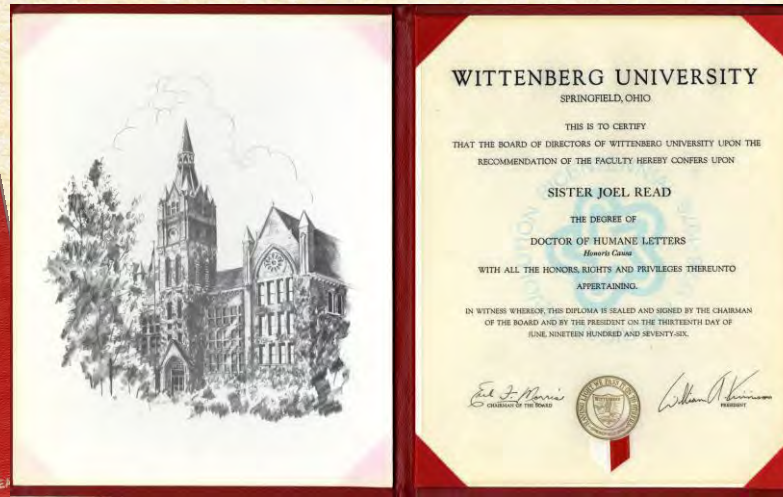 WITTENBERG UNIVERSITY
SPRINGFIELD, OHIO
THIS IS TO CERTIFY
THAT THE BOARD OF DIRECTORS OF WITTENBERG UNIVERSITY UPON THE
RECOMMENDATION OF THE FACULTY HEREBY CONFERS UPON
SISTER JOEL READ
THE DEGREE OF
DOCTOR OF HUMANE LETTERS
Honoris Causa
WITH ALL THE HONORS, RIGHTS AND PRIVILEGES THEREUNTO
APPERTAINING.
IN WITNESS WHEREOF, THIS DIPLOMA IS SEALED AND SIGNED BY THE CHAIRMAN
OF THE BOARD AND BY THE PRESIDENT ON THE THIRTEENTH DAY OF
JUNE, NINETEEN HUNDRED AND SEVENTY-SIX.
CHAIRMAN OF THE BOARD
PRESIDENT